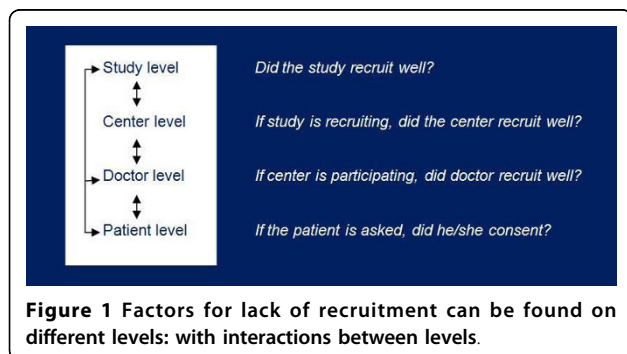 Study level Did the study recruit well?
Center level If study is recruiting, did the center recruit well?
Doctor level If center is participating, did doctor recruit well?
Patient level If the patient is asked, did he/she consent?
Figure 1 Factors for lack of recruitment can be found on
different levels: with interactions between levels.